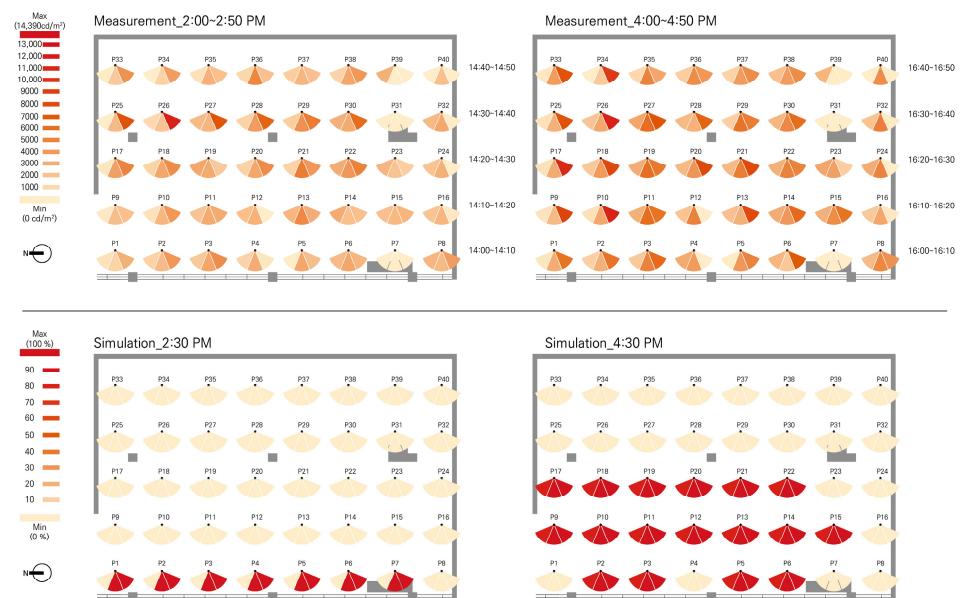 Max
(14,390cd/m²)
13,000
12,000
11,000
10,000
9000
8000
7000
6000
5000
4000
3000
2000
1000
Min
(0 cd/m²)
N
Measurement_2:00~2:50 PM
P33 P34 P35 P36 P37 P38 P39 P40 14:40~14:50
P25 P26 P27 P28 P29 P30 P31 P32 14:30~14:40
P17 P18 P19 P20 P21 P22 P23 P24 14:20~14:30
P9 P10 P11 P12 P13 P14 P15 P16 14:10~14:20
P1 P2 P3 P4 P5 P6 P7 P8 14:00~14:10
Measurement_4:00~4:50 PM
P33 P34 P35 P36 P37 P38 P39 P40 16:40~16:50
P25 P26 P27 P28 P29 P30 P31 P32 16:30~16:40
P17 P18 P19 P20 P21 P22 P23 P24 16:20~16:30
P9 P10 P11 P12 P13 P14 P15 P16 16:10~16:20
P1 P2 P3 P4 P5 P6 P7 P8 16:00~16:10
Max
(100 %)
90
80
70
60
50
40
30
20
10
Min
(0 %)
N
Simulation_2:30 PM
P33 P34 P35 P36 P37 P38 P39 P40
P25 P26 P27 P28 P29 P30 P31 P32
P17 P18 P19 P20 P21 P22 P23 P24
P9 P10 P11 P12 P13 P14 P15 P16
P1 P2 P3 P4 P5 P6 P7 P8
Simulation_4:30 PM
P33 P34 P35 P36 P37 P38 P39 P40
P25 P26 P27 P28 P29 P30 P31 P32
P17 P18 P19 P20 P21 P22 P23 P24
P9 P10 P11 P12 P13 P14 P15 P16
P1 P2 P3 P4 P5 P6 P7 P8